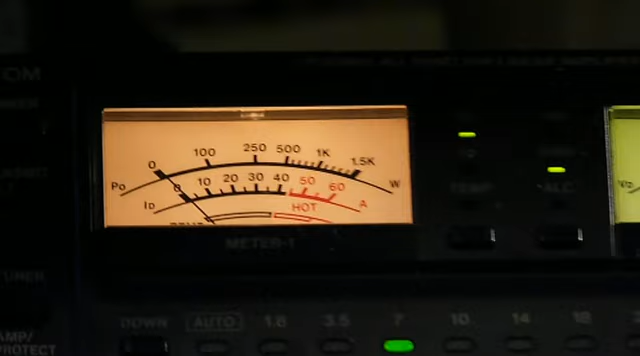 OM
0 100 250 500 1K 1.5K
Po W
0 10 20 30 40 50 60
ID HOT A
TEMP ALC
METER-1
TUNER
DOWN AUTO 1.8 3.5 7 10 14 18
AMP/
PROTECT